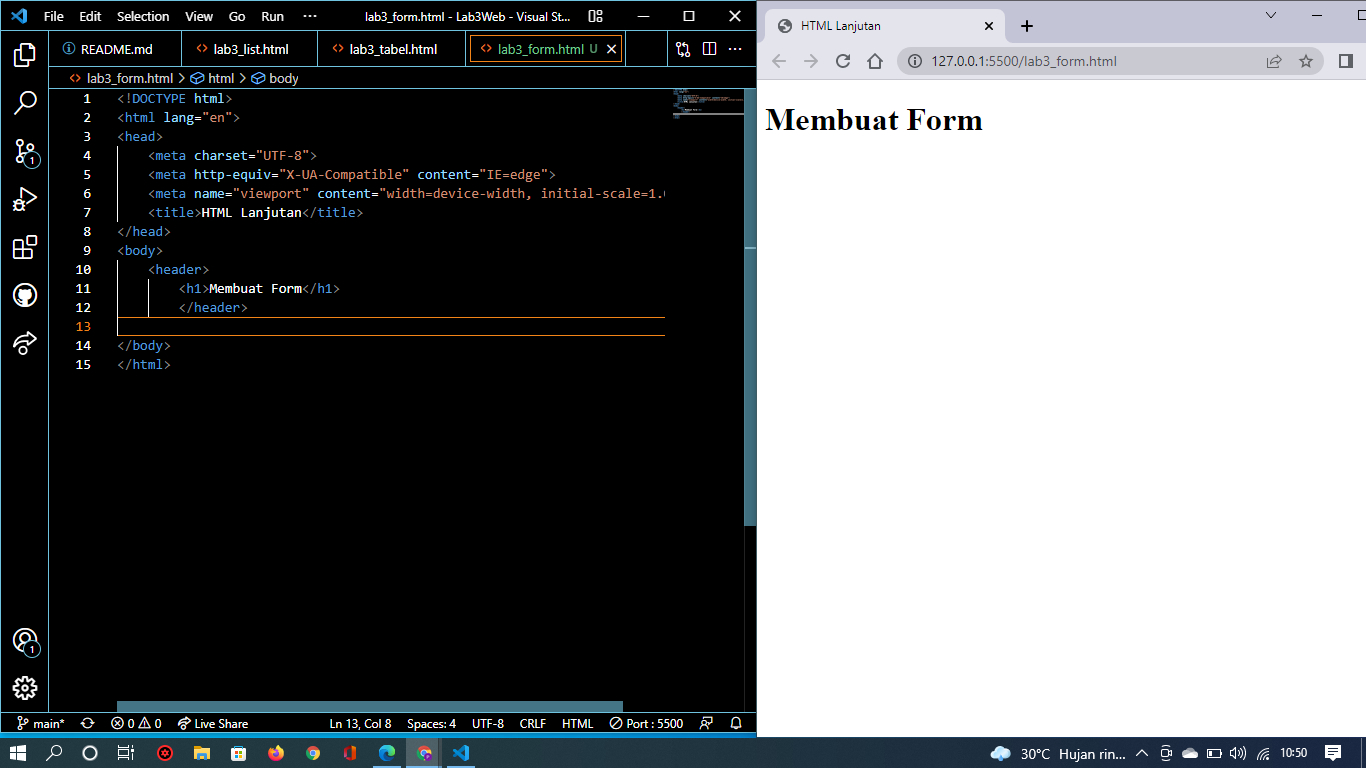 File Edit Selection View Go Run ··· lab3_form.html - Lab3Web - Visual St...
README.md lab3_list.html lab3_tabel.html lab3_form.html U
lab3_form.html > html > body
1 <!DOCTYPE html>
2 <html lang="en">
3 <head>
4 <meta charset="UTF-8">
5 <meta http-equiv="X-UA-Compatible" content="IE=edge">
6 <meta name="viewport" content="width=device-width, initial-scale=1.
7 <title>HTML Lanjutan</title>
8 </head>
9 <body>
10 <header>
11 <h1>Membuat Form</h1>
12 </header>
13
14 </body>
15 </html>
1
1
main* 0 0 Live Share Ln 13, Col 8 Spaces: 4 UTF-8 CRLF HTML Port : 5500
HTML Lanjutan
127.0.0.1:5500/lab3_form.html
Membuat Form
30°C Hujan rin... 10:50